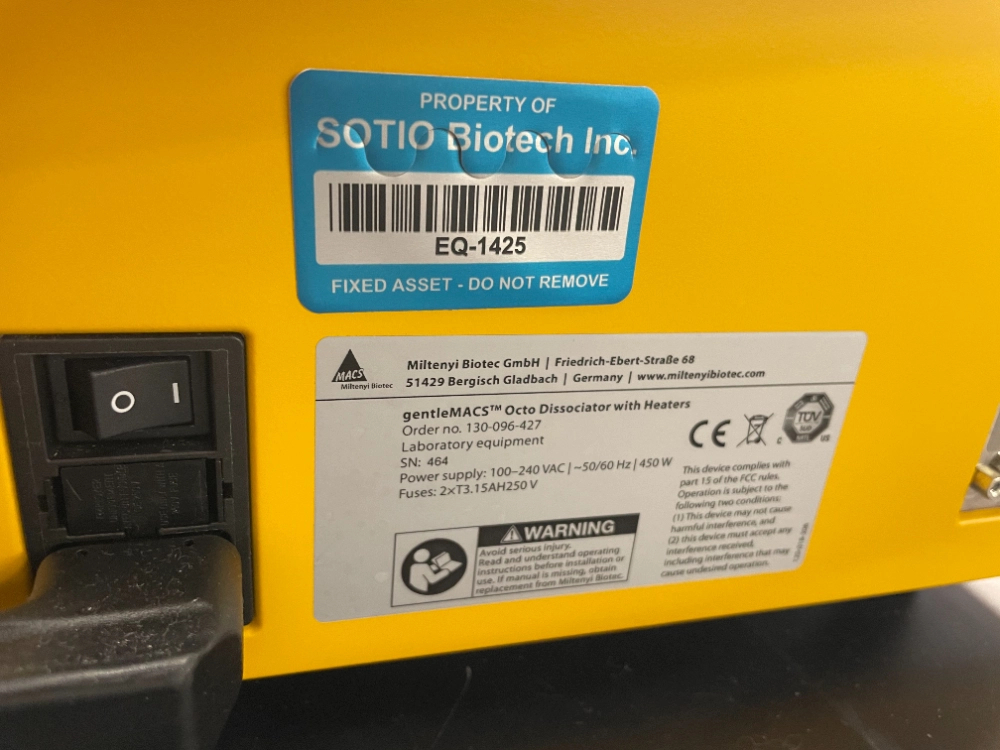 PROPERTY OF
SOTIO Biotech Inc.
EQ-1425
FIXED ASSET - DO NOT REMOVE
MACS
Miltenyi Biotec
Miltenyi Biotec GmbH | Friedrich-Ebert-Straße 68
51429 Bergisch Gladbach | Germany | www.miltenyibiotec.com
gentleMACS™ Octo Dissociator with Heaters
Order no. 130-096-427
Laboratory equipment
SN: 464
Power supply: 100–240 VAC | ~50/60 Hz | 450 W
Fuses: 2xT3.15AH250 V
CE
C TÜV US
This device complies with
part 15 of the FCC rules.
Operation is subject to the
following two conditions:
(1) This device may not cause
harmful interference, and
(2) this device must accept any
interference received,
including interference that may
cause undesired operation.
WARNING
Avoid serious injury.
Read and understand operating
instructions before installation or
use. If manual is missing, obtain
replacement from Miltenyi Biotec.
O I